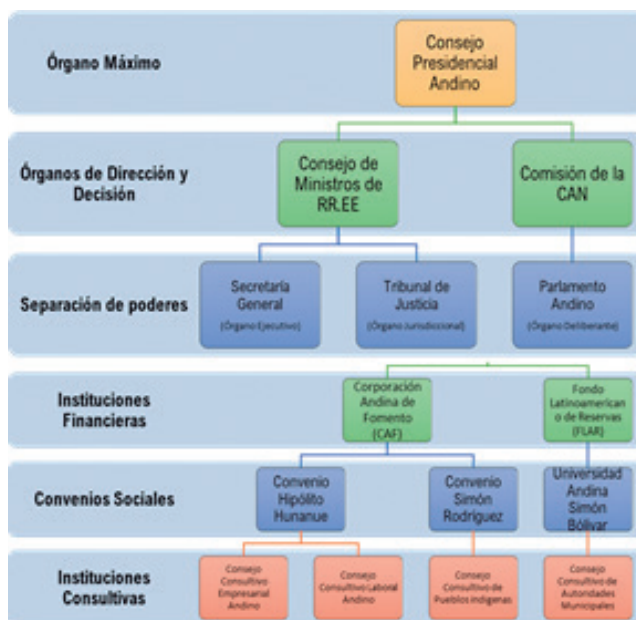 Órgano Máximo
Consejo
Presidencial
Andino
Órganos de Dirección y
Decisión
Consejo de
Ministros de
RR.EE
Comisión de la
CAN
Separación de poderes
Secretaría
General
(Órgano Ejecutivo)
Tribunal de
Justicia
(Órgano Jurisdiccional)
Parlamento
Andino
(Órgano Deliberante)
Instituciones
Financieras
Corporación
Andina de
Fomento
(CAF)
Fondo
Latinoamerican
o de Reservas
(FLAR)
Convenios Sociales
Convenio
Hipólito
Hunanue
Convenio
Simón
Rodríguez
Universidad
Andina
Simón
Bólivar
Instituciones
Consultivas
Consejo
Consultivo
Empresarial
Andino
Consejo
Consultivo Laboral
Andino
Consejo
Consultivo de
Pueblos indígenas
Consejo
Consultivo de
Autoridades
Municipales